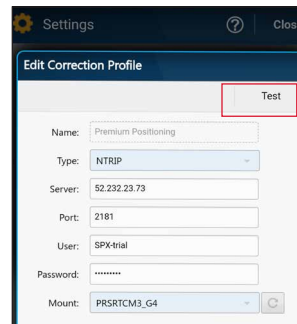 Settings
Clos
Edit Correction Profile
Test
Name: Premium Positioning
Type: NTRIP
Server: 52.232.23.73
Port: 2181
User: SPX-trial
Password: •••••••••
Mount: PRSRTCM3_G4